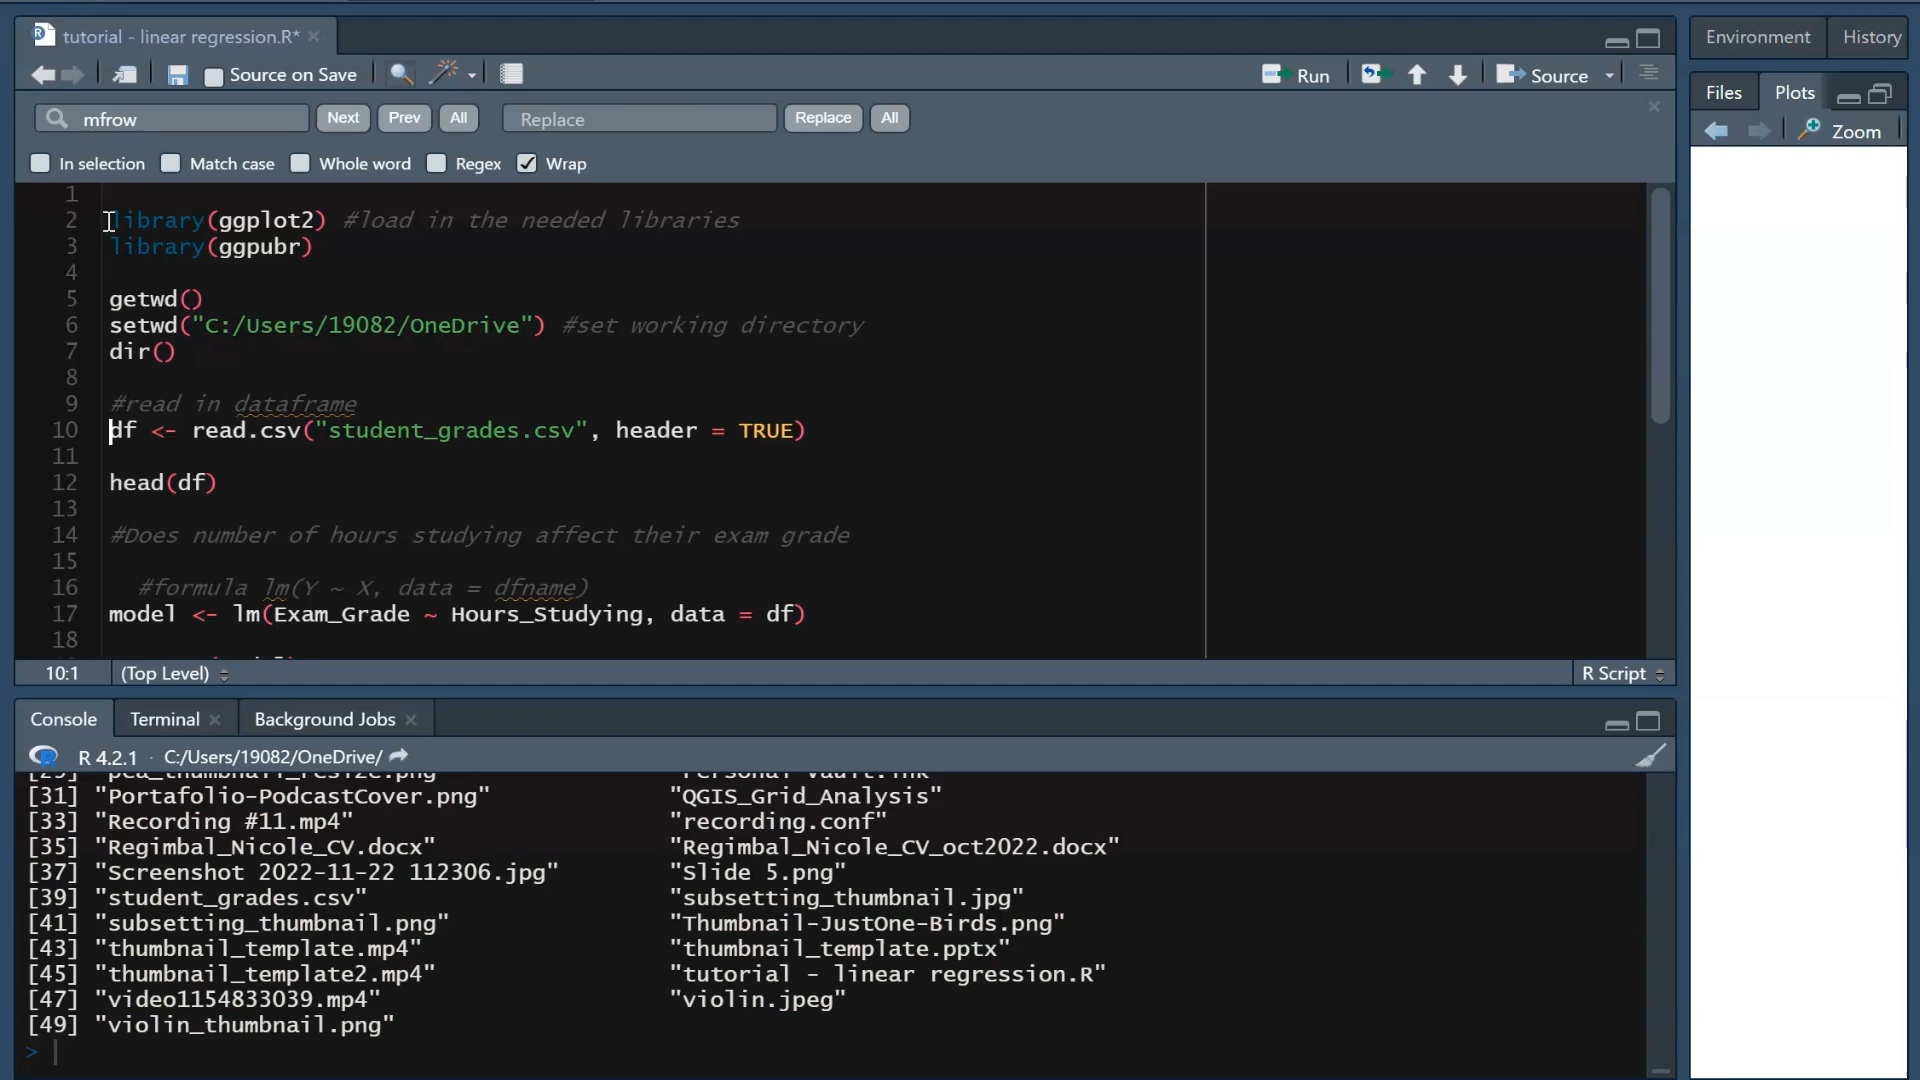 tutorial - linear regression.R*
Environment History
Source on Save Run Source
Files Plots
mfrow Next Prev All Replace Replace All
Zoom
In selection Match case Whole word Regex Wrap
1
2 library(ggplot2) #load in the needed libraries
3 library(ggpubr)
4
5 getwd()
6 setwd("C:/Users/19082/OneDrive") #set working directory
7 dir()
8
9 #read in dataframe
10 df <- read.csv("student_grades.csv", header = TRUE)
11
12 head(df)
13
14 #Does number of hours studying affect their exam grade
15
16 #formula lm(Y ~ X, data = dfname)
17 model <- lm(Exam_Grade ~ Hours_Studying, data = df)
18
10:1 (Top Level) R Script
Console Terminal Background Jobs
R 4.2.1 · C:/Users/19082/OneDrive/
[29] "pca_thumbnail_resize.png" "Personal Vault.lnk"
[31] "Portafolio-PodcastCover.png" "QGIS_Grid_Analysis"
[33] "Recording #11.mp4" "recording.conf"
[35] "Regimbal_Nicole_CV.docx" "Regimbal_Nicole_CV_oct2022.docx"
[37] "Screenshot 2022-11-22 112306.jpg" "Slide 5.png"
[39] "student_grades.csv" "subsetting_thumbnail.jpg"
[41] "subsetting_thumbnail.png" "Thumbnail-JustOne-Birds.png"
[43] "thumbnail_template.mp4" "thumbnail_template.pptx"
[45] "thumbnail_template2.mp4" "tutorial - linear regression.R"
[47] "video1154833039.mp4" "violin.jpeg"
[49] "violin_thumbnail.png"
>